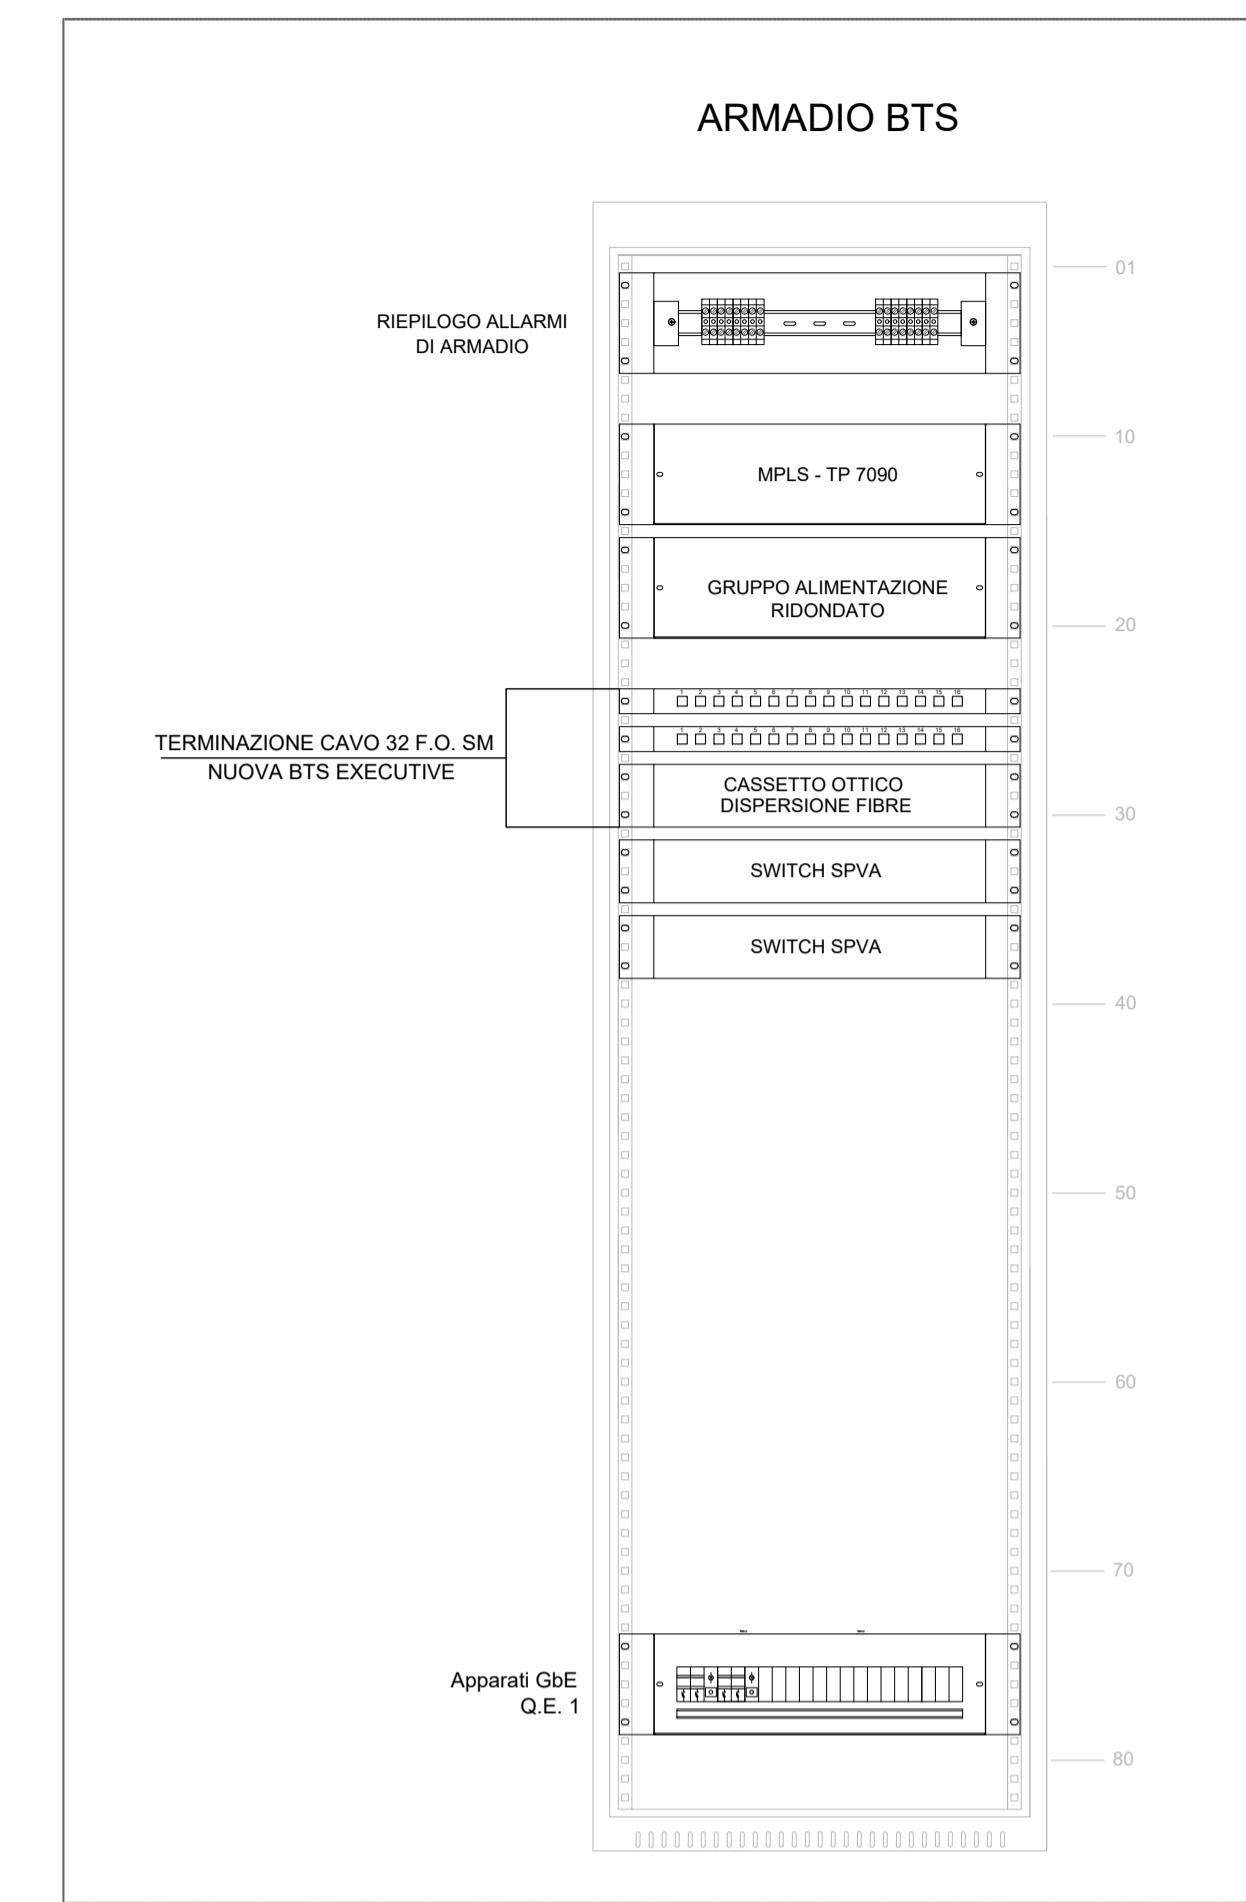 ARMADIO BTS
01
RIEPILOGO ALLARMI
DI ARMADIO
10
MPLS - TP 7090
GRUPPO ALIMENTAZIONE
RIDONDATO
20
1 2 3 4 5 6 7 8 9 10 11 12 13 14 15 16
1 2 3 4 5 6 7 8 9 10 11 12 13 14 15 16
TERMINAZIONE CAVO 32 F.O. SM
NUOVA BTS EXECUTIVE
CASSETTO OTTICO
DISPERSIONE FIBRE
30
SWITCH SPVA
SWITCH SPVA
40
50
60
70
Apparati GbE
Q.E. 1
80